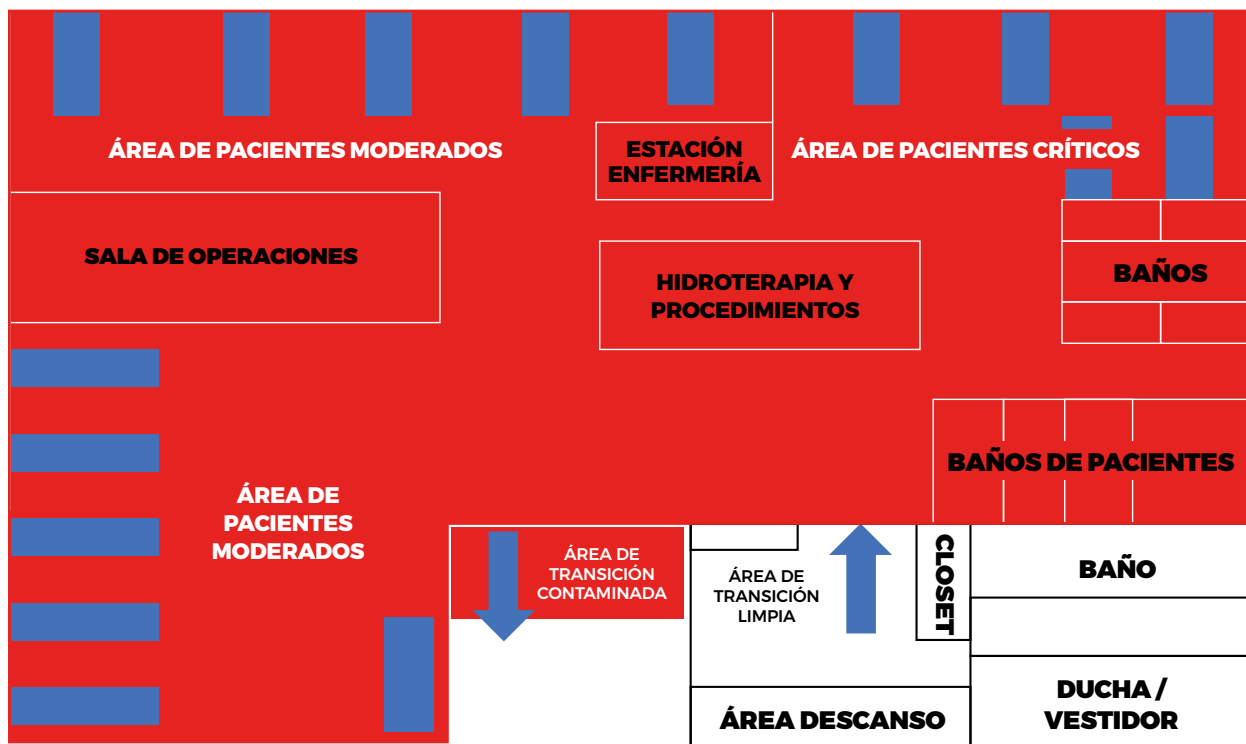 ÁREA DE PACIENTES MODERADOS
ESTACIÓN
ENFERMERÍA
ÁREA DE PACIENTES CRÍTICOS
SALA DE OPERACIONES
HIDROTERAPIA Y
PROCEDIMIENTOS
BAÑOS
BAÑOS DE PACIENTES
ÁREA DE
PACIENTES
MODERADOS
ÁREA DE
TRANSICIÓN
CONTAMINADA
ÁREA DE
TRANSICIÓN
LIMPIA
CLOSET
BAÑO
ÁREA DESCANSO
DUCHA /
VESTIDOR